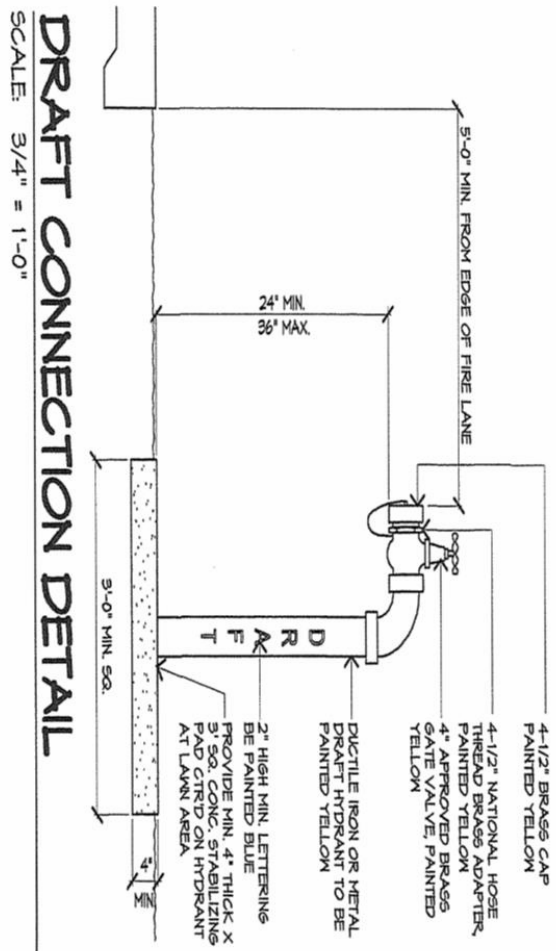 4-1/2" BRASS CAP
PAINTED YELLOW
4-1/2" NATIONAL HOSE
THREAD BRASS ADAPTER,
PAINTED YELLOW
4" APPROVED BRASS
GATE VALVE, PAINTED
YELLOW
DUCTILE IRON OR METAL
DRAFT HYDRANT TO BE
PAINTED YELLOW
2" HIGH MIN. LETTERING
BE PAINTED BLUE
PROVIDE MIN. 4" THICK X
3' SQ. CONC. STABILIZING
PAD CTR'D ON HYDRANT
AT LAWN AREA
5'-0" MIN. FROM EDGE OF FIRE LANE
24" MIN.
36" MAX.
DRAFT
3'-0" MIN. SQ.
4"
MIN
DRAFT CONNECTION DETAIL
SCALE: 3/4" = 1'-0"